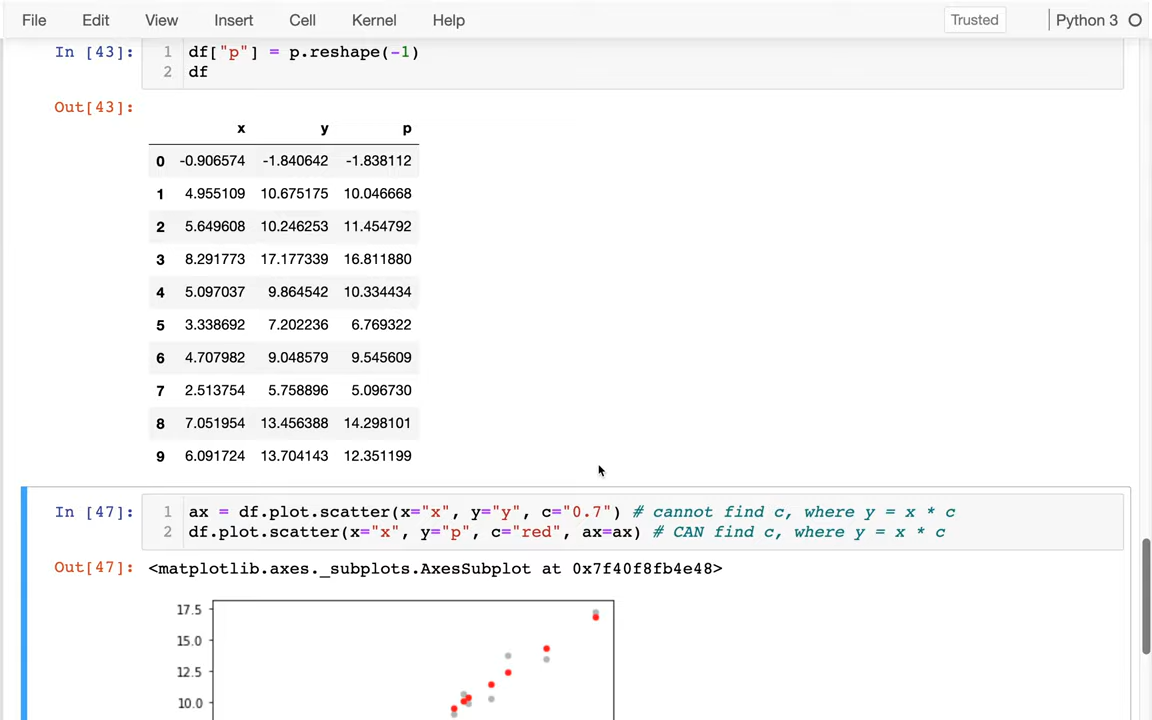 File Edit View Insert Cell Kernel Help Trusted Python 3
In [43]: 1 df["p"] = p.reshape(-1)
2 df
Out[43]:
x y p
0 -0.906574 -1.840642 -1.838112
1 4.955109 10.675175 10.046668
2 5.649608 10.246253 11.454792
3 8.291773 17.177339 16.811880
4 5.097037 9.864542 10.334434
5 3.338692 7.202236 6.769322
6 4.707982 9.048579 9.545609
7 2.513754 5.758896 5.096730
8 7.051954 13.456388 14.298101
9 6.091724 13.704143 12.351199
In [47]: 1 ax = df.plot.scatter(x="x", y="y", c="0.7") # cannot find c, where y = x * c
2 df.plot.scatter(x="x", y="p", c="red", ax=ax) # CAN find c, where y = x * c
Out[47]: <matplotlib.axes._subplots.AxesSubplot at 0x7f40f8fb4e48>
17.5
15.0
12.5
10.0